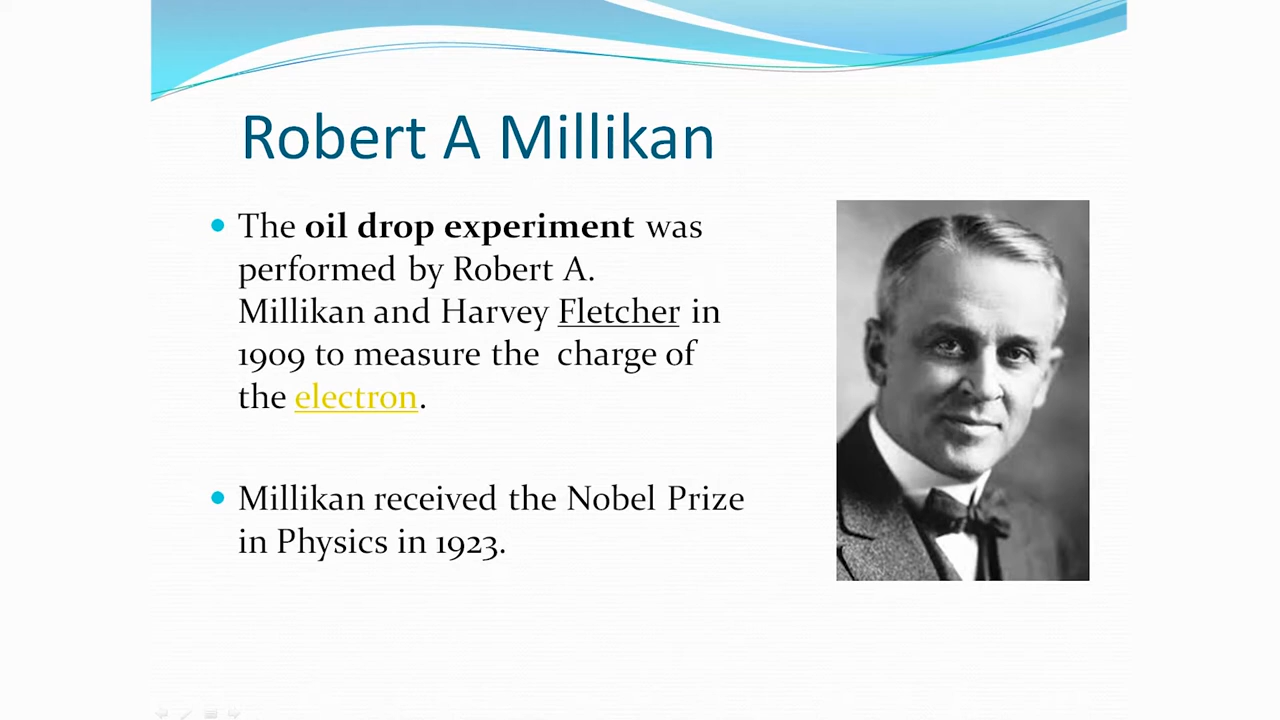 Robert A Millikan
The oil drop experiment was
performed by Robert A.
Millikan and Harvey Fletcher in
1909 to measure the charge of
the electron.
Millikan received the Nobel Prize
in Physics in 1923.